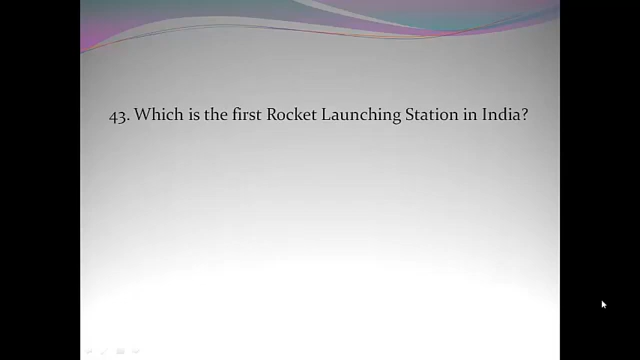 43. Which is the first Rocket Launching Station in India?